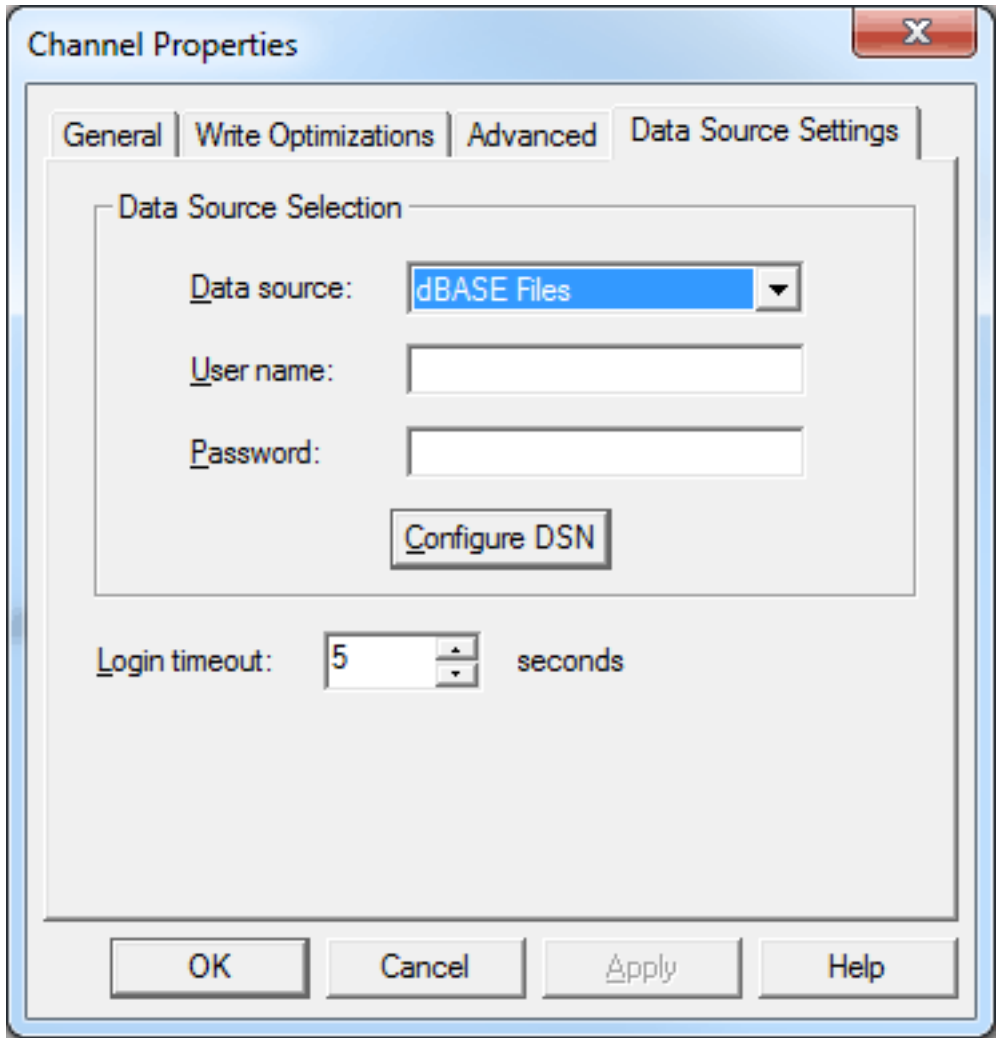 Channel Properties
General Write Optimizations Advanced Data Source Settings
Data Source Selection
Data source: dBASE Files
User name:
Password:
Configure DSN
Login timeout: 5 seconds
OK Cancel Apply Help